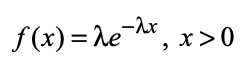 f(x) = λe^{-λx}, x > 0